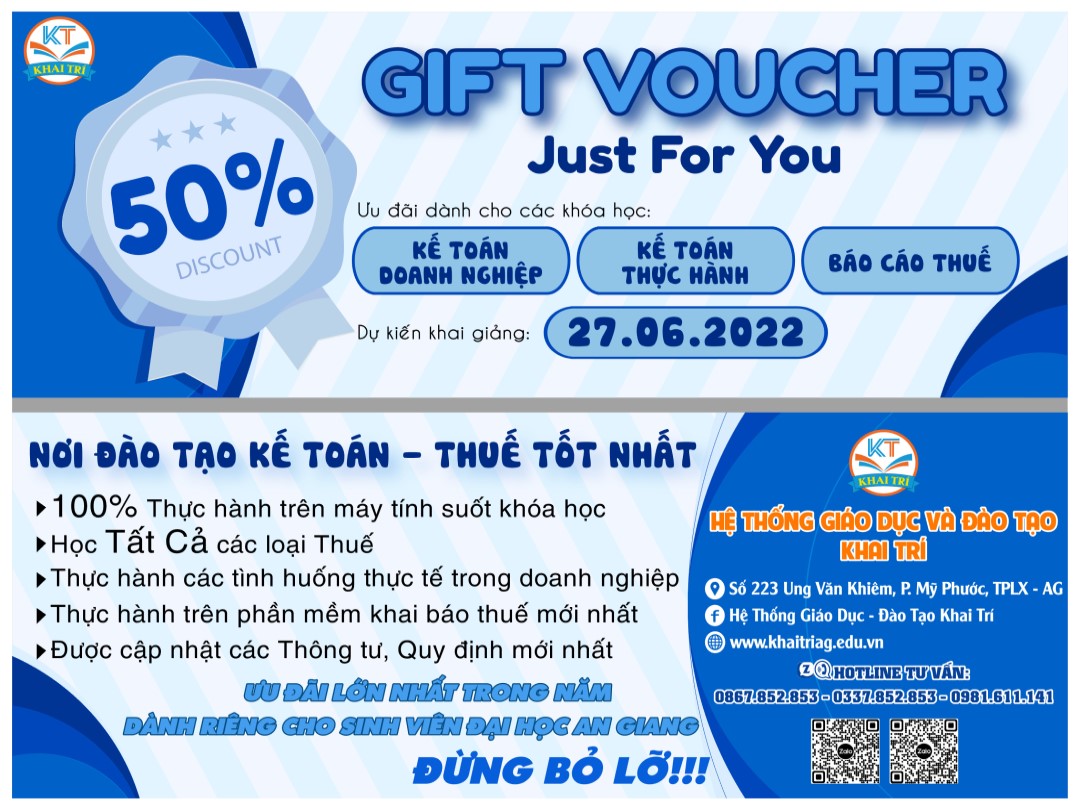 KT
KHAI TRÍ
50%
DISCOUNT
GIFT VOUCHER
Just For You
Ưu đãi dành cho các khóa học:
KẾ TOÁN
DOANH NGHIỆP
KẾ TOÁN
THỰC HÀNH
BÁO CÁO THUẾ
Dự kiến khai giảng:
27.06.2022
NƠI ĐÀO TẠO KẾ TOÁN – THUẾ TỐT NHẤT
100% Thực hành trên máy tính suốt khóa học
Học Tất Cả các loại Thuế
Thực hành các tình huống thực tế trong doanh nghiệp
Thực hành trên phần mềm khai báo thuế mới nhất
Được cập nhật các Thông tư, Quy định mới nhất
ƯU ĐÃI LỚN NHẤT TRONG NĂM
DÀNH RIÊNG CHO SINH VIÊN ĐẠI HỌC AN GIANG
ĐỪNG BỎ LỠ!!!
KT
KHAI TRÍ
HỆ THỐNG GIÁO DỤC VÀ ĐÀO TẠO
KHAI TRÍ
Số 223 Ung Văn Khiêm, P. Mỹ Phước, TPLX - AG
Hệ Thống Giáo Dục - Đào Tạo Khai Trí
www.khaitriag.edu.vn
HOTLINE TƯ VẤN:
0867.852.853 - 0337.852.853 - 0981.611.141
Zalo
Zalo